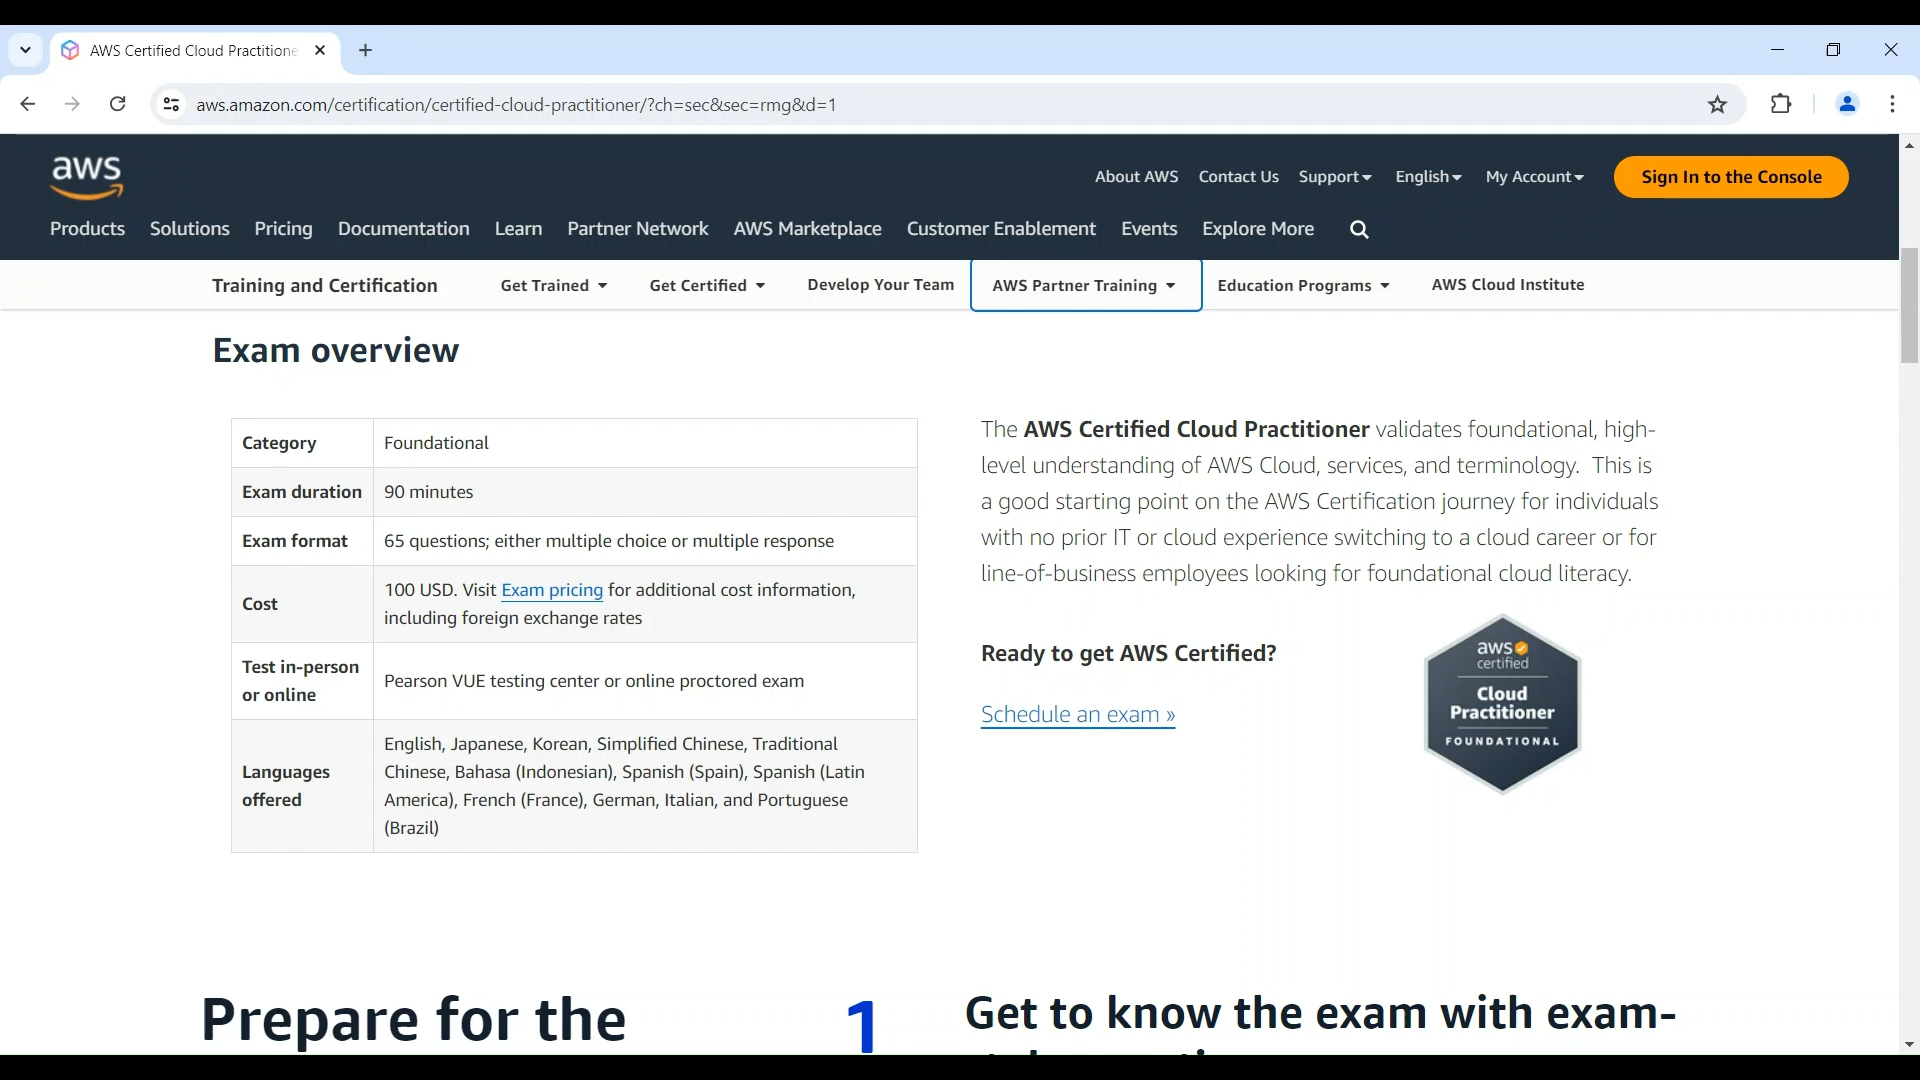 AWS Certified Cloud Practitione
aws.amazon.com/certification/certified-cloud-practitioner/?ch=sec&sec=rmg&d=1
aws
About AWS Contact Us Support English My Account Sign In to the Console
Products Solutions Pricing Documentation Learn Partner Network AWS Marketplace Customer Enablement Events Explore More
Training and Certification Get Trained Get Certified Develop Your Team AWS Partner Training Education Programs AWS Cloud Institute
Exam overview
Category Foundational
Exam duration 90 minutes
Exam format 65 questions; either multiple choice or multiple response
Cost
100 USD. Visit Exam pricing for additional cost information,
including foreign exchange rates
Test in-person
or online
Pearson VUE testing center or online proctored exam
Languages
offered
English, Japanese, Korean, Simplified Chinese, Traditional
Chinese, Bahasa (Indonesian), Spanish (Spain), Spanish (Latin
America), French (France), German, Italian, and Portuguese
(Brazil)
The AWS Certified Cloud Practitioner validates foundational, high-
level understanding of AWS Cloud, services, and terminology. This is
a good starting point on the AWS Certification journey for individuals
with no prior IT or cloud experience switching to a cloud career or for
line-of-business employees looking for foundational cloud literacy.
Ready to get AWS Certified?
Schedule an exam »
aws
certified
Cloud
Practitioner
FOUNDATIONAL
Prepare for the
1
Get to know the exam with exam-